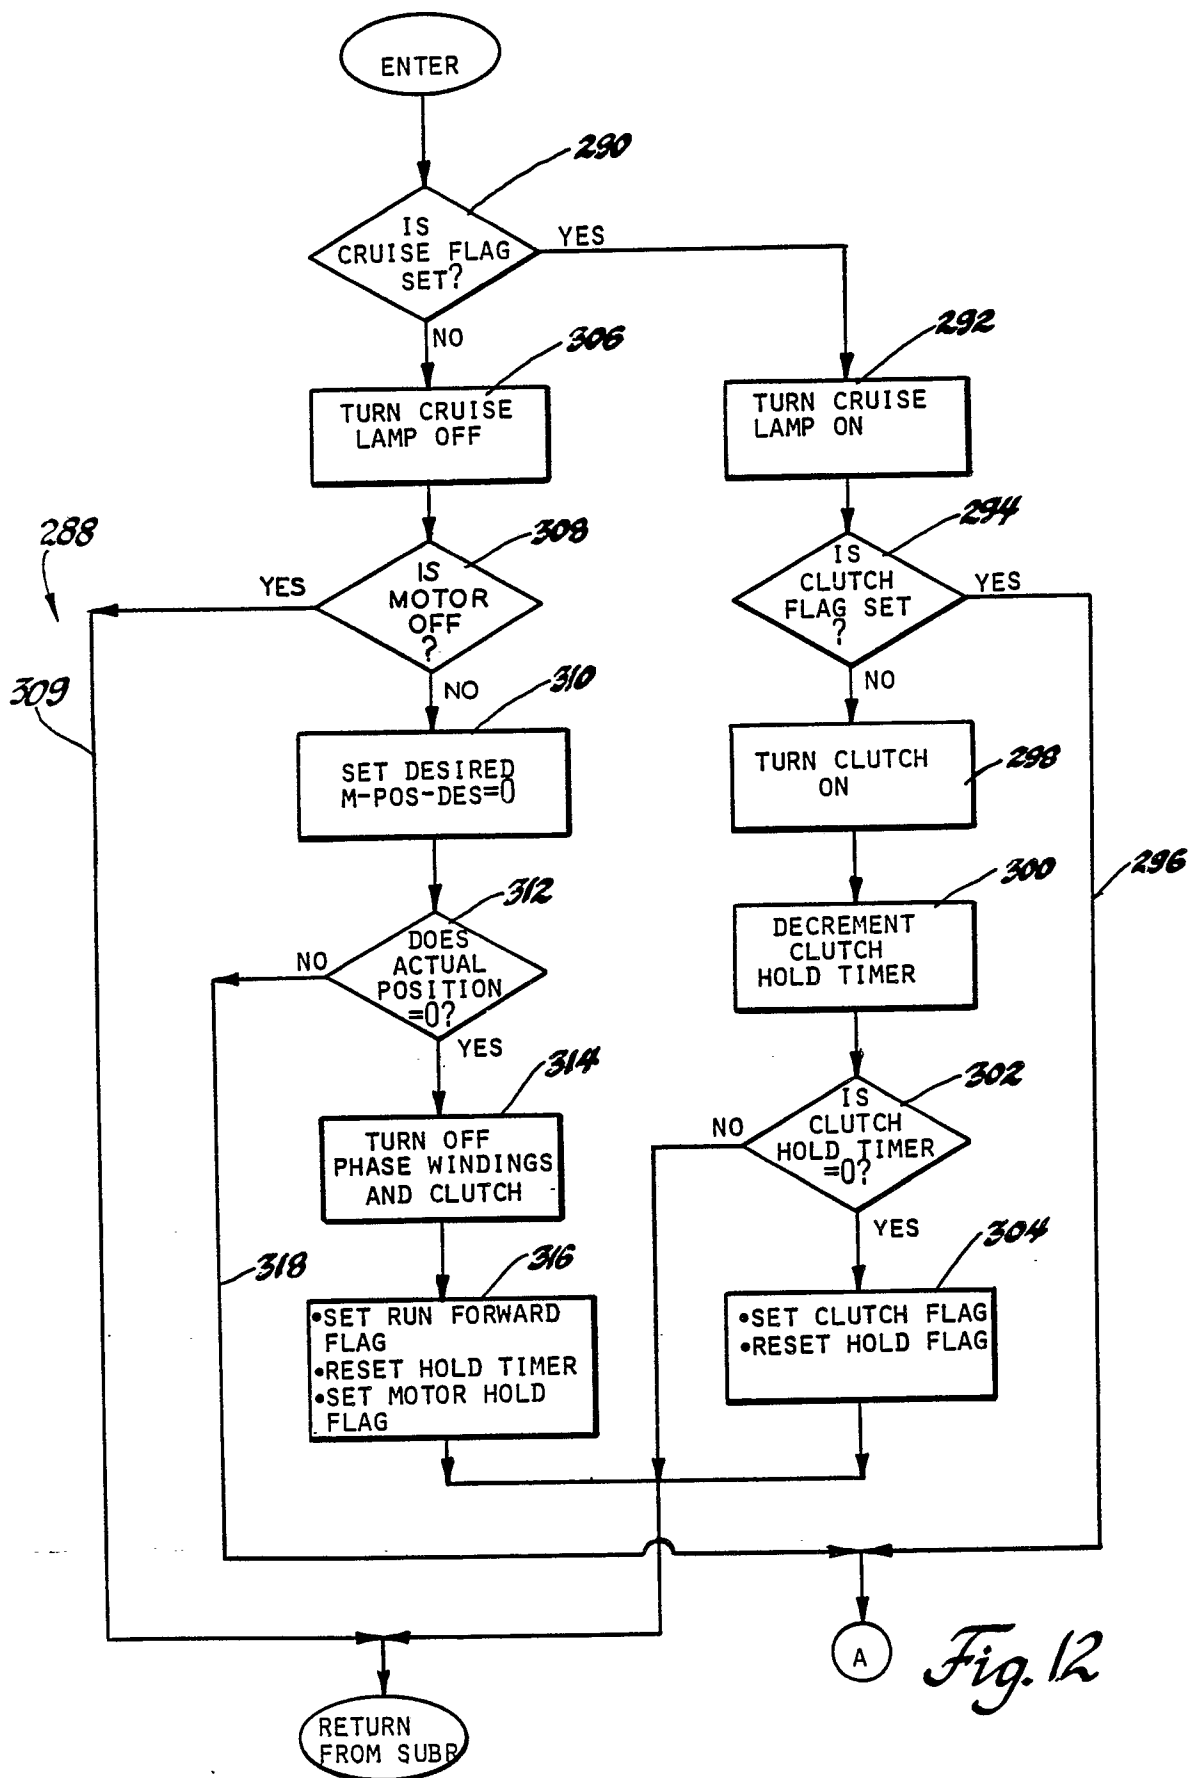 ENTER
290
IS
CRUISE FLAG
SET?
YES
NO
306
292
TURN CRUISE
LAMP OFF
TURN CRUISE
LAMP ON
288
308
294
YES
IS
MOTOR
OFF
?
IS
CLUTCH
FLAG SET
?
YES
309
NO
310
NO
SET DESIRED
M-POS-DES=0
TURN CLUTCH
ON
298
312
300
296
NO
DOES
ACTUAL
POSITION
=0?
DECREMENT
CLUTCH
HOLD TIMER
YES
314
302
TURN OFF
PHASE WINDINGS
AND CLUTCH
NO
IS
CLUTCH
HOLD TIMER
=0?
YES
318
316
304
•SET RUN FORWARD
FLAG
•RESET HOLD TIMER
•SET MOTOR HOLD
FLAG
•SET CLUTCH FLAG
•RESET HOLD FLAG
A
Fig. 12
RETURN
FROM SUBR